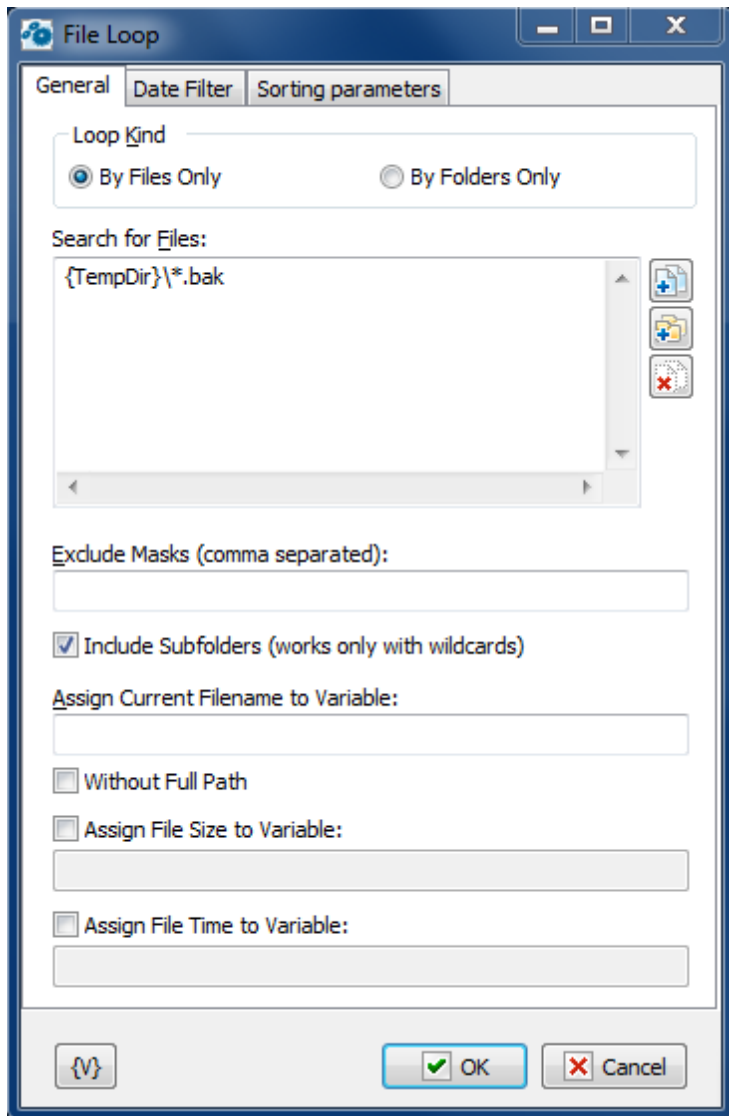 File Loop
General Date Filter Sorting parameters
Loop Kind
By Files Only By Folders Only
Search for Files:
{TempDir}\*.bak
Exclude Masks (comma separated):
Include Subfolders (works only with wildcards)
Assign Current Filename to Variable:
Without Full Path
Assign File Size to Variable:
Assign File Time to Variable:
{V} OK Cancel